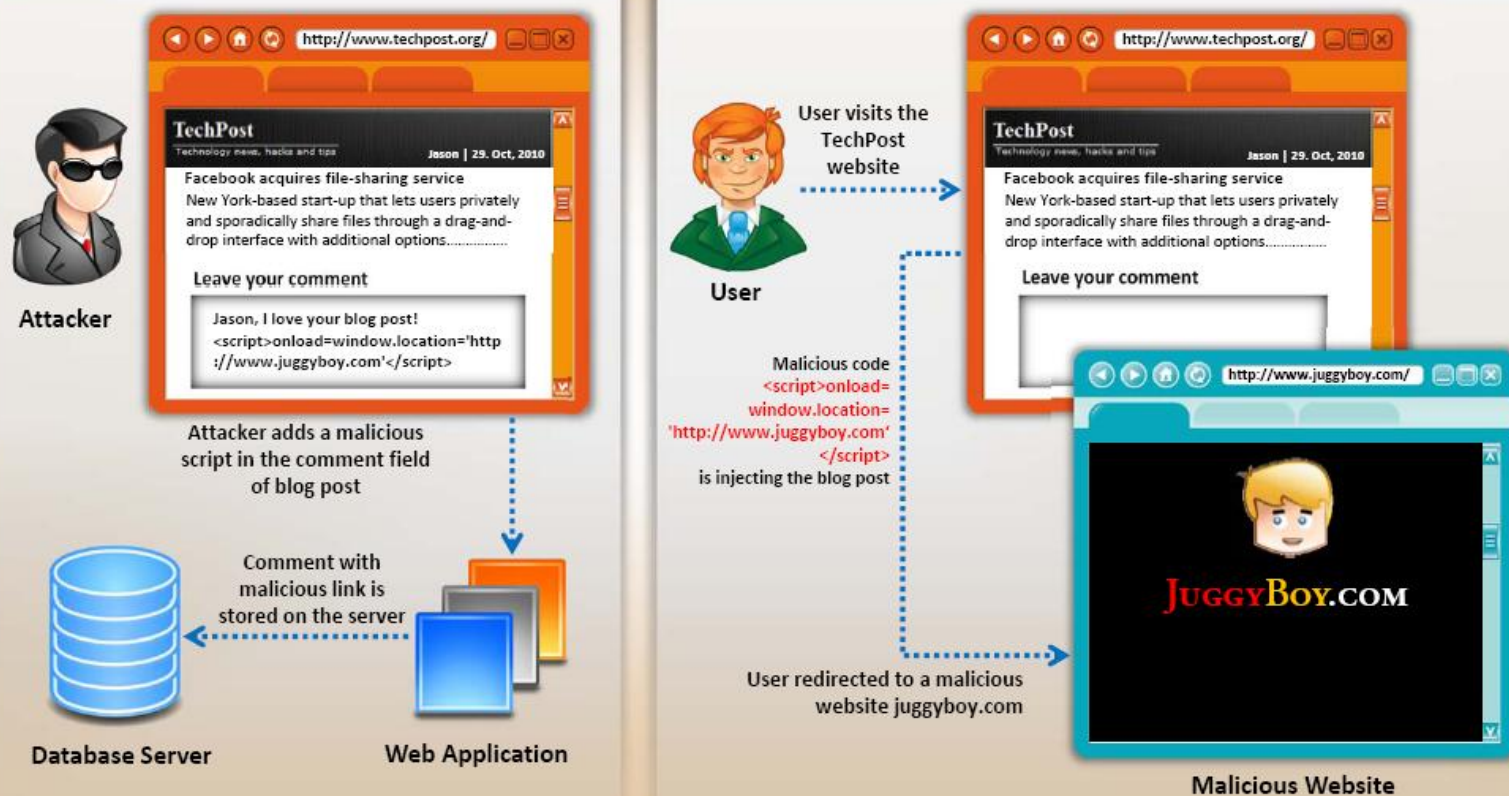 http://www.techpost.org/
TechPost
Technology news, hacks and tips
Jason | 29. Oct, 2010
Facebook acquires file-sharing service
New York-based start-up that lets users privately
and sporadically share files through a drag-and-
drop interface with additional options.................
Leave your comment
Jason, I love your blog post!
<script>onload=window.location='http
://www.juggyboy.com'</script>
Attacker
Attacker adds a malicious
script in the comment field
of blog post
Comment with
malicious link is
stored on the server
Database Server
Web Application
User visits the
TechPost
website
User
http://www.techpost.org/
TechPost
Technology news, hacks and tips
Jason | 29. Oct, 2010
Facebook acquires file-sharing service
New York-based start-up that lets users privately
and sporadically share files through a drag-and-
drop interface with additional options.................
Leave your comment
Malicious code
<script>onload=
window.location=
'http://www.juggyboy.com'
</script>
is injecting the blog post
http://www.juggyboy.com/
JUGGYBOY.COM
User redirected to a malicious
website juggyboy.com
Malicious Website